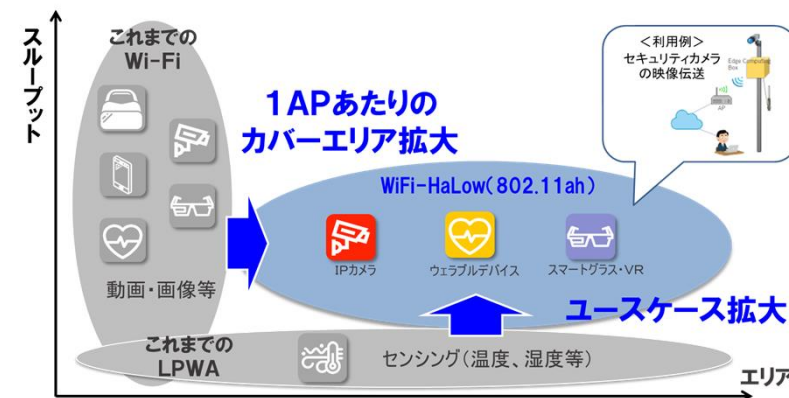 スループット
これまでの
Wi-Fi
動画・画像等
1APあたりの
カバーエリア拡大
WiFi-HaLow(802.11ah)
IPカメラ
ウェラブルデバイス
スマートグラス・VR
ユースケース拡大
これまでの
LPWA
センシング(温度、湿度等)
エリア
<利用例>
セキュリティカメラ
の映像伝送
Edge Computing
Box
AP